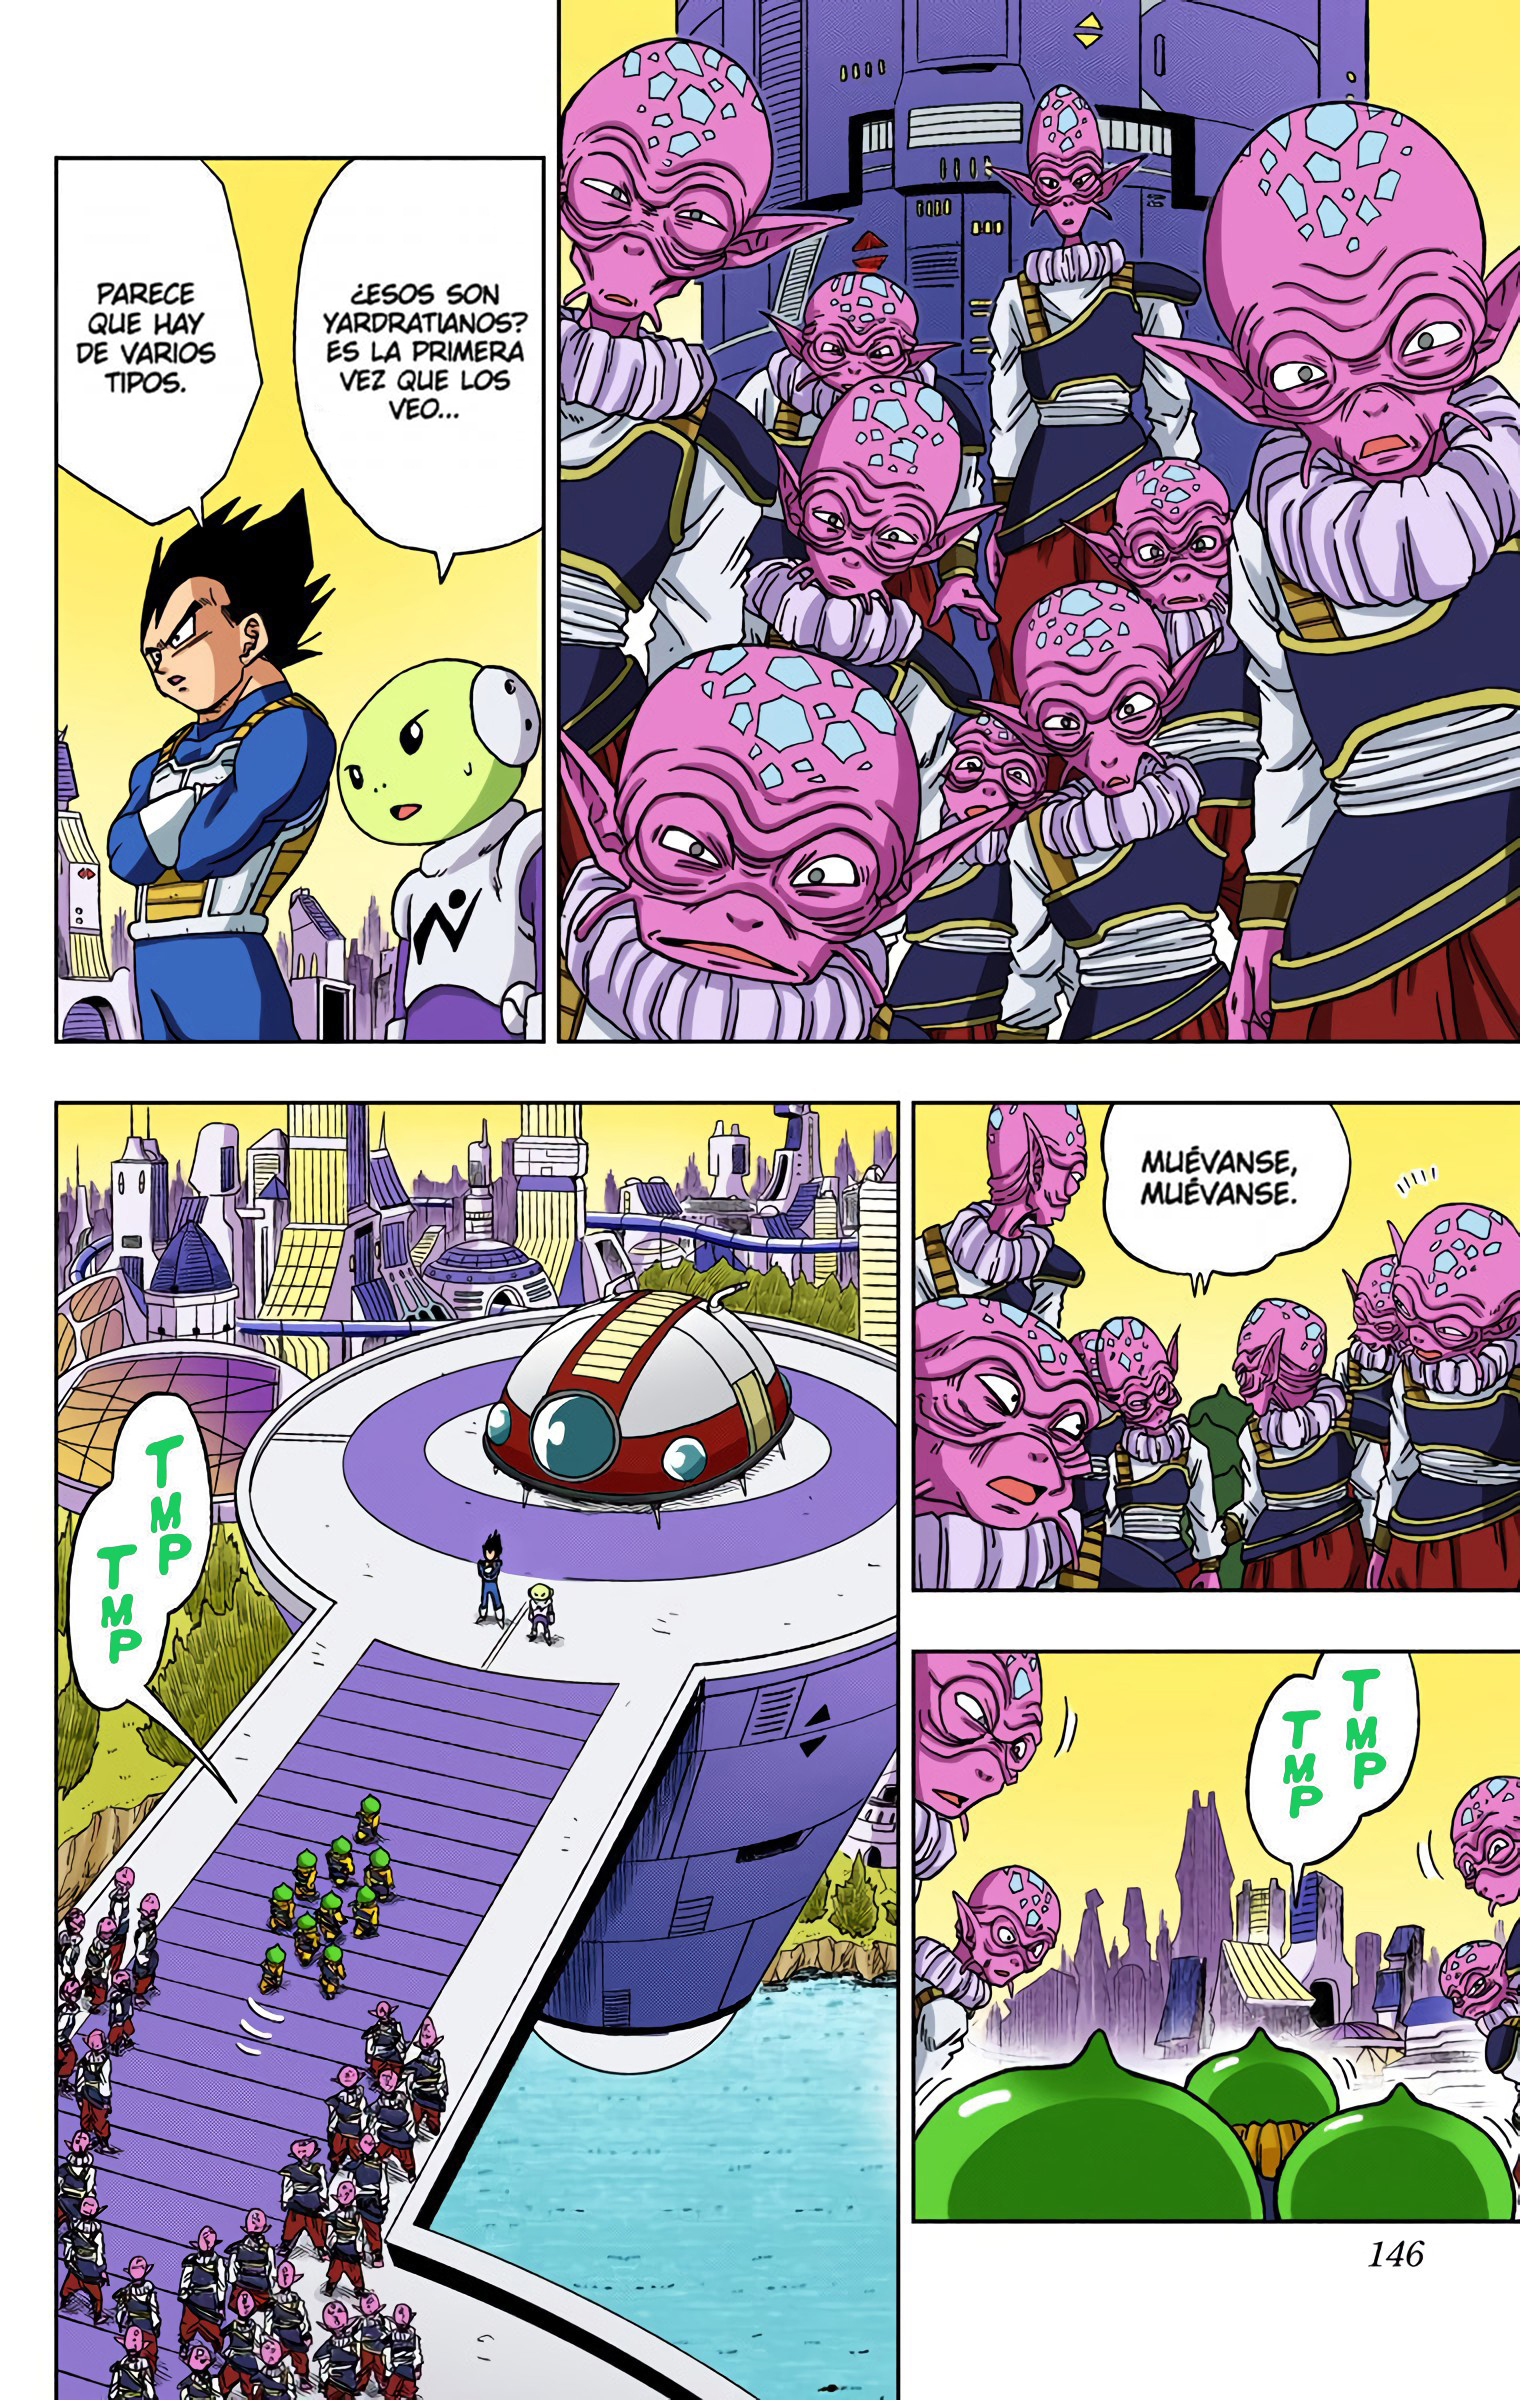 ¿ESOS SON
YARDRATIANOS?
ES LA PRIMERA
VEZ QUE LOS
VEO...
PARECE
QUE HAY
DE VARIOS
TIPOS.
MUÉVANSE,
MUÉVANSE.
TMP
TMP
TMP
TMP
146